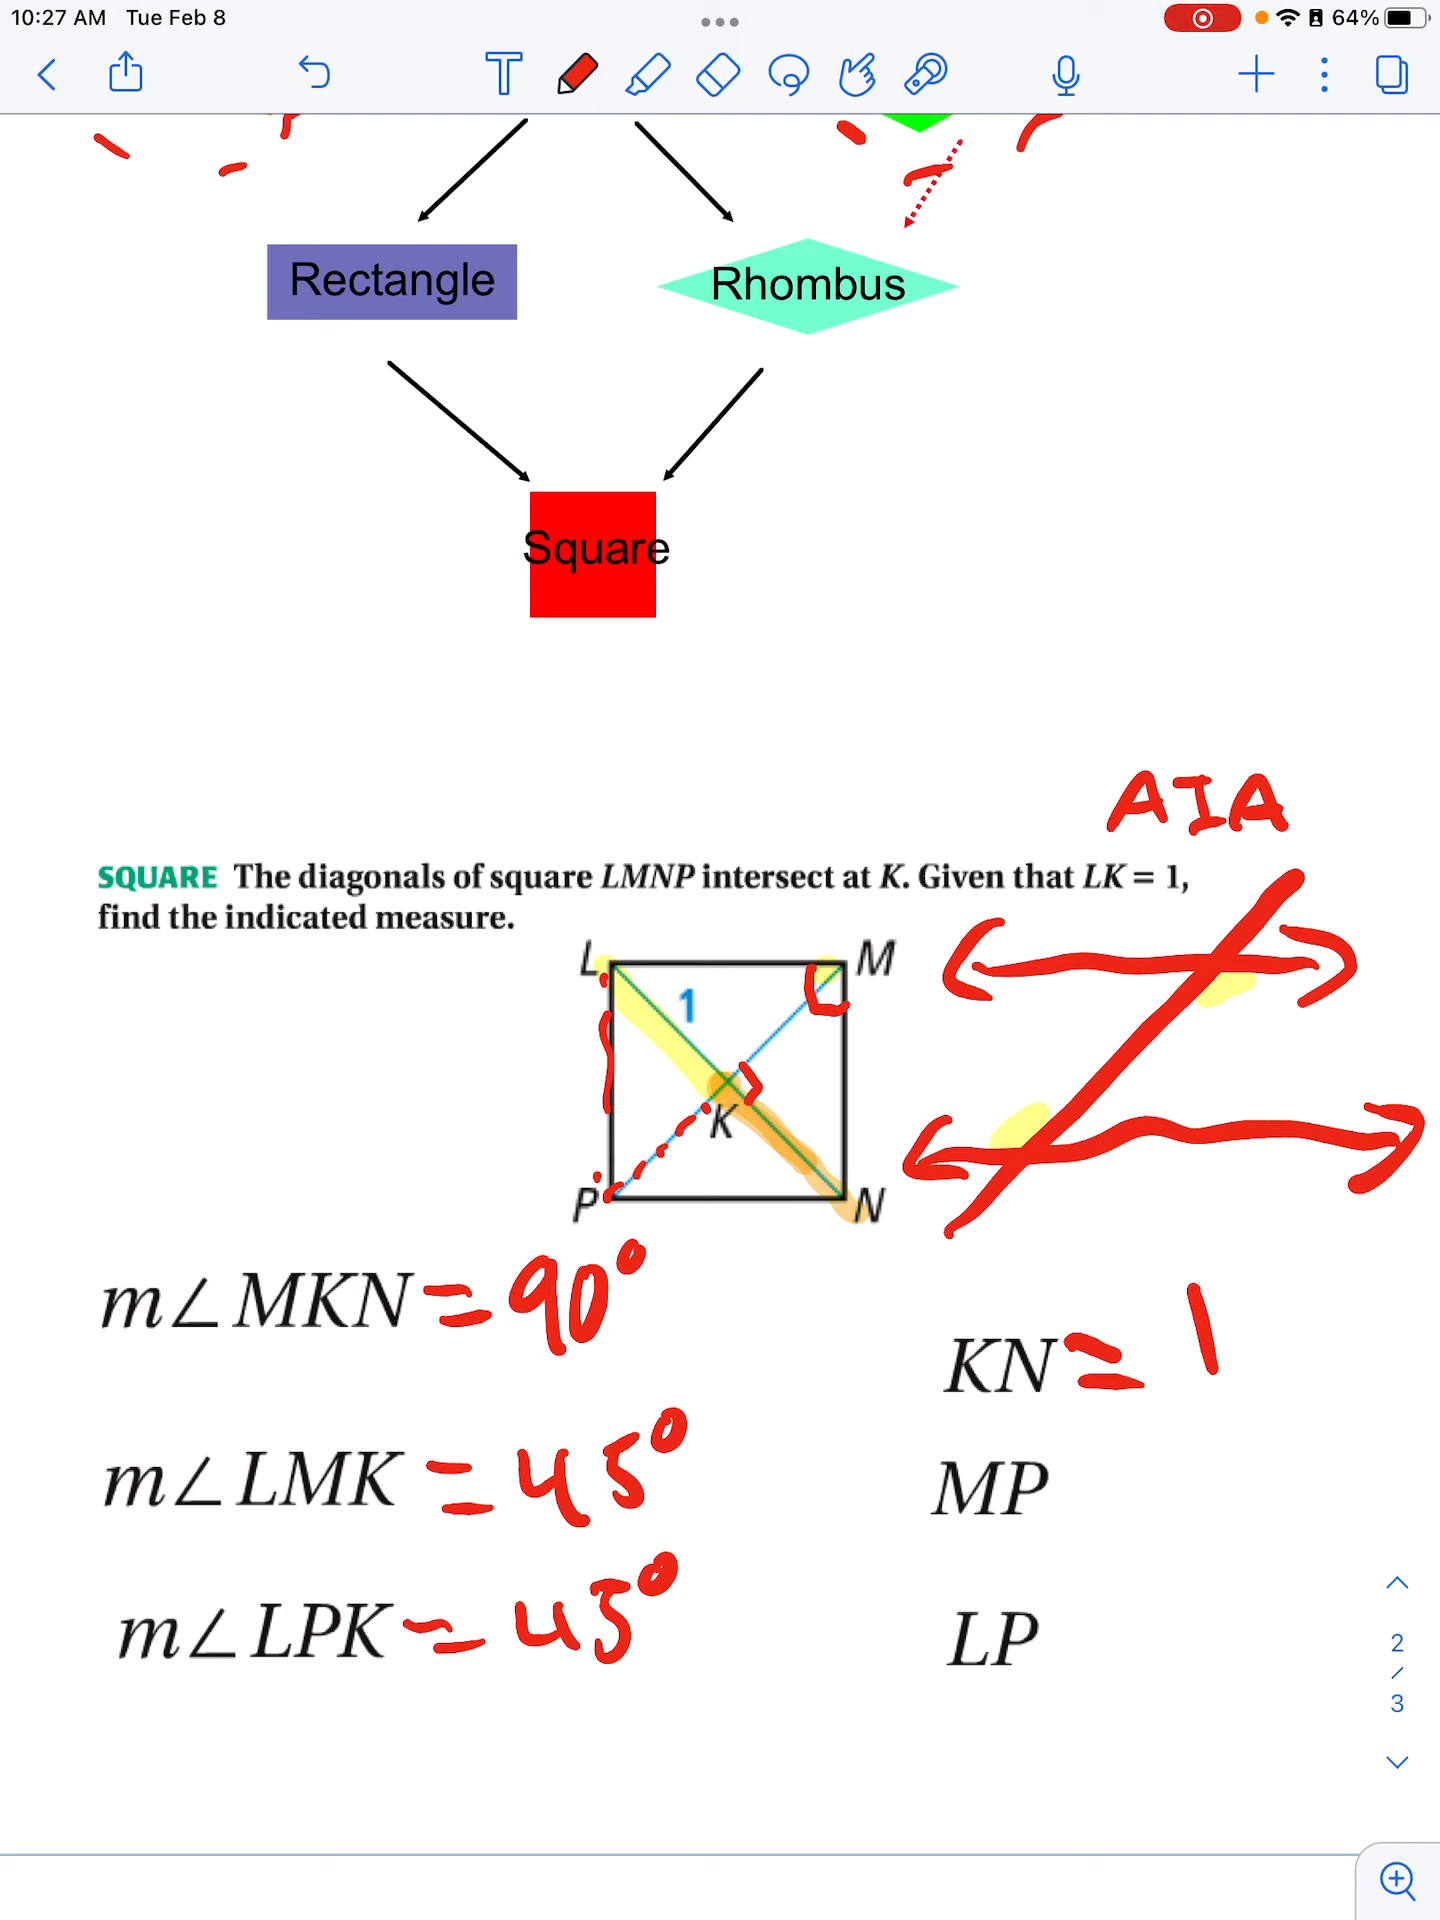 10:27 AM Tue Feb 8
64%
T
Rectangle
Rhombus
Square
AIA
SQUARE The diagonals of square LMNP intersect at K. Given that LK = 1,
find the indicated measure.
L
M
1
K
P
N
m∠MKN = 90°
KN = 1
m∠LMK = 45°
MP
m∠LPK = 45°
LP
2
/
3